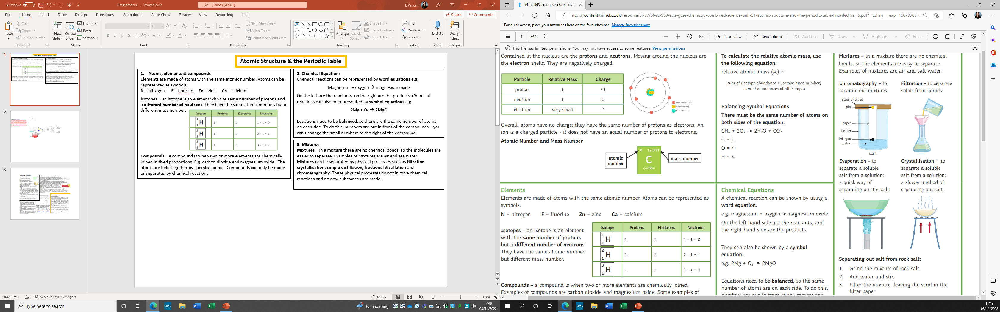 AutoSave Off
Presentation1 - PowerPoint
Search (Alt+Q)
E Parker
File Home Insert Draw Design Transitions Animations Slide Show Review View Recording Help
Share Comments
Paste
Cut
Copy
Format Painter
Clipboard
New Slide
Re-use Slides
Layout
Reset
Section
Slides
11
Font
Text Direction
Align Text
Convert to SmartArt
Paragraph
Arrange
Quick Styles
Shape Fill
Shape Outline
Shape Effects
Drawing
Find
Replace
Select
Editing
Dictate
Voice
Design Ideas
Designer
1
2
3
Atomic Structure & the Periodic Table
1. Atoms, elements & compounds
Elements are made of atoms with the same atomic number. Atoms can be
represented as symbols.
N = nitrogen F = flourine Zn = zinc Ca = calcium
Isotopes – an isotope is an element with the same number of protons and
a different number of neutrons. They have the same atomic number, but a
different mass number.
Isotope Protons Electrons Neutrons
1 1 H 1 1 1 - 1 = 0
2 1 H 1 1 2 - 1 = 1
3 1 H 1 1 3 - 1 = 2
Compounds – a compound is when two or more elements are chemically
joined in fixed proportions. E.g. carbon dioxide and magnesium oxide. The
atoms are held together by chemical bonds. Compounds can only be made
or separated by chemical reactions.
2. Chemical Equations
Chemical reactions can be represented by word equations e.g.
Magnesium + oxygen → magnesium oxide
On the left are the reactants, on the right are the products. Chemical
reactions can also be represented by symbol equations e.g.
2Mg + O₂ → 2MgO
Equations need to be balanced, so there are the same number of atoms
on each side. To do this, numbers are put in front of the compounds – you
can't change the small numbers to the right of the compound.
3. Mixtures
Mixtures – in a mixture there are no chemical bonds, so the molecules are
easier to separate. Examples of mixtures are air and sea water.
Mixtures can be separated by physical processes such as filtration,
crystallisation, simple distillation, fractional distillation and
chromatography. These physical processes do not involve chemical
reactions and no new substances are made.
Slide 1 of 3
Accessibility: Investigate
Notes
110%
Type here to search
SIMS
Rain coming
11:49
08/11/2022
t4-sc-963-aqa-gcse-chemistry-c
https://content.twinkl.co.uk/resource/cf/87/t4-sc-963-aqa-gcse-chemistry-combined-science-unit-51-atomic-structure-and-the-periodic-table-knowled_ver_5.pdf?__token__=exp=16678966...
For quick access, place your favourites here on the favourites bar. Manage favourites now
1 of 2
Page view
Read aloud
Add text
Draw
Highlight
Erase
This file has limited permissions. You may not have access to some features. View permissions
Contained in the nucleus are the protons and neutrons. Moving around the nucleus are
the electron shells. They are negatively charged.
Particle Relative Mass Charge
proton 1 +1
neutron 1 0
electron Very small -1
Negative (Electrons)
Positive (Protons)
Neutral (Neutrons)
Overall, atoms have no charge; they have the same number of protons as electrons. An
ion is a charged particle - it does not have an equal number of protons to electrons.
Atomic Number and Mass Number
atomic number
6 12.011
C
carbon
mass number
Elements
Elements are made of atoms with the same atomic number. Atoms can be represented as
symbols.
N = nitrogen F = fluorine Zn = zinc Ca = calcium
Isotopes – an isotope is an element
with the same number of protons
but a different number of neutrons.
They have the same atomic number,
but different mass number.
Isotope Protons Electrons Neutrons
1 1 H 1 1 1 - 1 = 0
2 1 H 1 1 2 - 1 = 1
3 1 H 1 1 3 - 1 = 2
Compounds – a compound is when two or more elements are chemically joined.
Examples of compounds are carbon dioxide and magnesium oxide. Some examples of
To calculate the relative atomic mass, use
the following equation:
relative atomic mass (Aᵣ) =
sum of (isotope abundance × isotope mass number)
sum of abundances of all isotopes
Balancing Symbol Equations
There must be the same number of atoms on
both sides of the equation:
CH₄ + 2O₂ → 2H₂O + CO₂
C = 1
O = 4
H = 4
Chemical Equations
A chemical reaction can be shown by using a
word equation.
e.g. magnesium + oxygen → magnesium oxide
On the left-hand side are the reactants, and
the right-hand side are the products.
They can also be shown by a symbol
equation.
e.g. 2Mg + O₂ → 2MgO
Equations need to be balanced, so the same
number of atoms are on each side. To do this,
numbers are put in front of the compounds
Mixtures – in a mixture there are no chemical
bonds, so the elements are easy to separate.
Examples of mixtures are air and salt water.
Chromatography – to
separate out mixtures.
Filtration – to separate
solids from liquids.
piece of wood
pin
paper
beaker
ink spot
water
start
Evaporation – to
separate a soluble
salt from a solution;
a quick way of
separating out the salt.
Crystallisation - to
separate a soluble
salt from a solution;
a slower method of
separating out salt.
Separating out salt from rock salt:
1. Grind the mixture of rock salt.
2. Add water and stir.
3. Filter the mixture, leaving the sand in the
filter paper
SIMS
11:49
08/11/2022